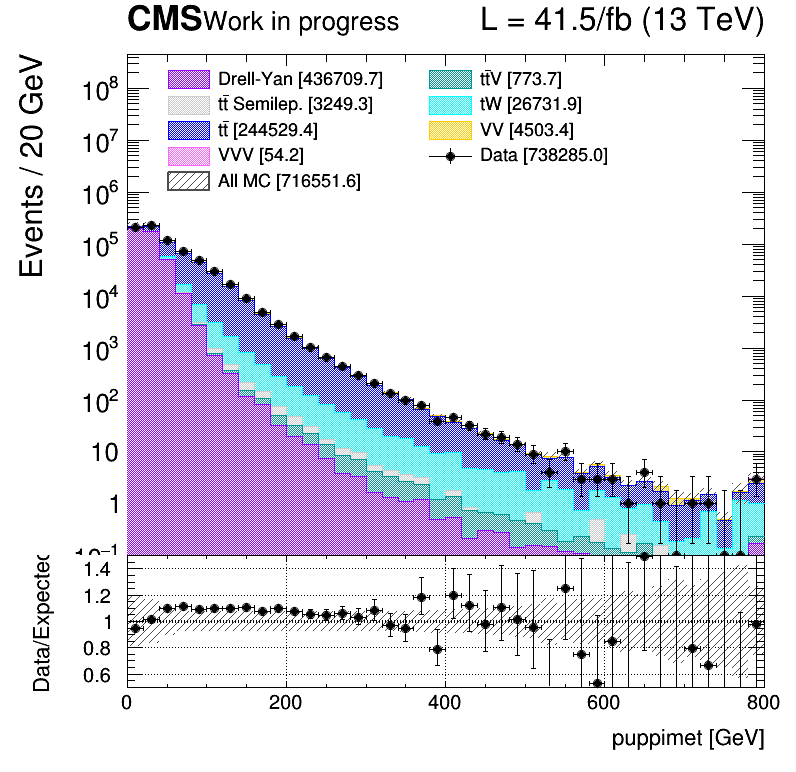 CMS Work in progress L = 41.5/fb (13 TeV)
Events / 20 GeV
Drell-Yan [436709.7]
tt̄V [773.7]
tt̄ Semilep. [3249.3]
tW [26731.9]
tt̄ [244529.4]
VV [4503.4]
VVV [54.2]
Data [738285.0]
All MC [716551.6]
10⁸
10⁷
10⁶
10⁵
10⁴
10³
10²
10
1
10⁻¹
Data/Expected
1.4
1.2
1
0.8
0.6
0 200 400 600 800
puppimet [GeV]